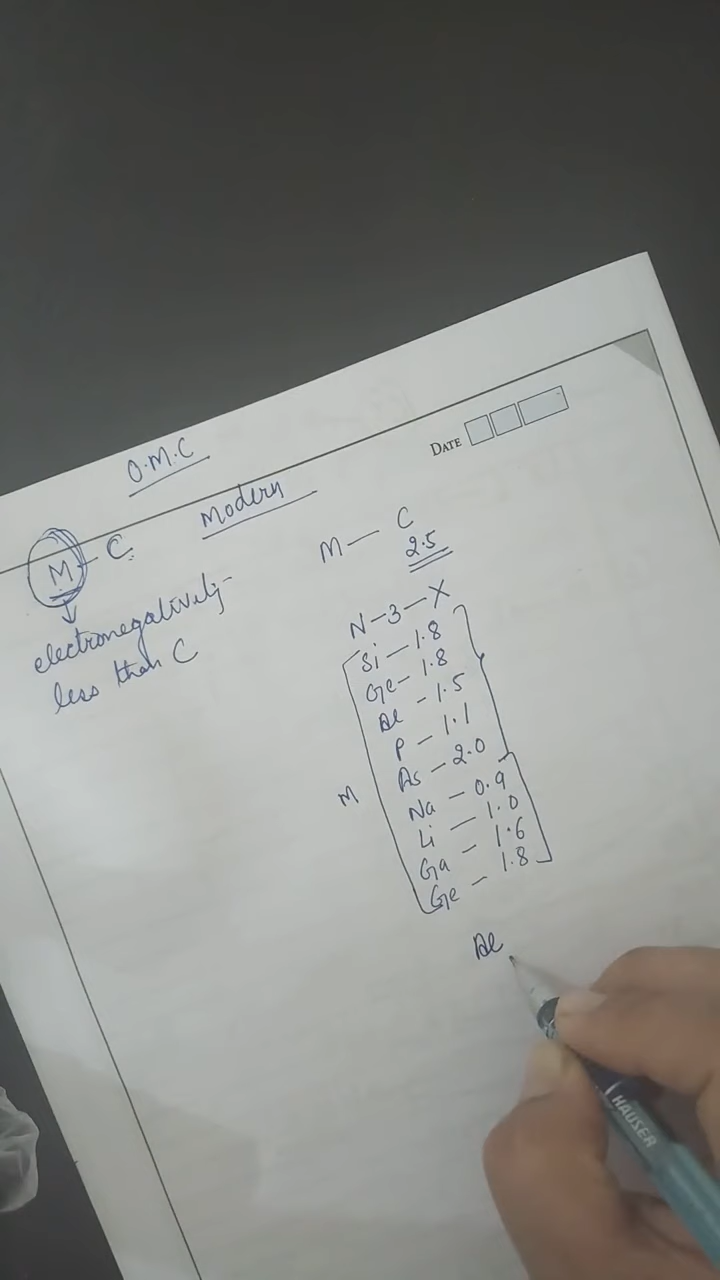 O.M.C
DATE
Modern
M - C
electronegativity
less than C
M — C
2.5
N - 3 - X
Si — 1.8
Ge - 1.8
Al - 1.5
P - 1.1
As - 2.0
Na - 0.9
Li - 1.0
Ga - 1.6
Ge - 1.8
M
Al
HAUSER